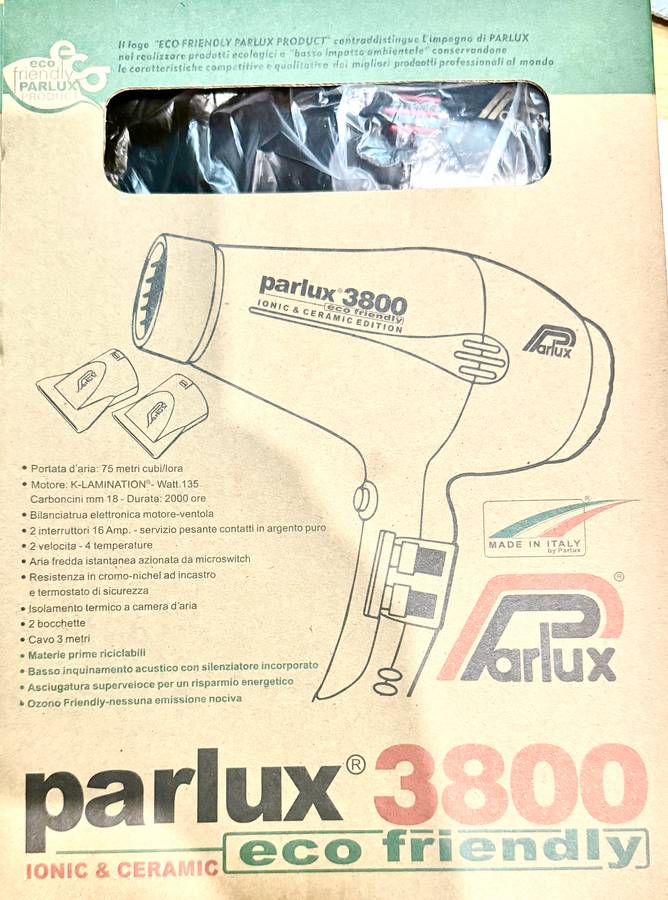 Il logo "ECO FRIENDLY PARLUX PRODUCT" contraddistingue l'impegno di PARLUX
nel realizzare prodotti ecologici a "basso impatto ambientale" conservandone
le caratteristiche competitive e qualitative dei migliori prodotti professionali al mondo
eco
friendly
PARLUX
PRODUCT
parlux® 3800
eco friendly
IONIC & CERAMIC EDITION
Parlux
• Portata d'aria: 75 metri cubi/lora
• Motore: K-LAMINATION® - Watt.135
Carboncini mm 18 - Durata: 2000 ore
• Bilanciatrua elettronica motore-ventola
• 2 interruttori 16 Amp. - servizio pesante contatti in argento puro
• 2 velocita - 4 temperature
• Aria fredda istantanea azionata da microswitch
• Resistenza in cromo-nichel ad incastro
e termostato di sicurezza
• Isolamento termico a camera d'aria
• 2 bocchette
• Cavo 3 metri
• Materie prime riciclabili
• Basso inquinamento acustico con silenziatore incorporato
• Asciugatura superveioce per un risparmio energetico
• Ozono Friendly-nessuna emissione nociva
MADE IN ITALY
by Parlux
®
Parlux
parlux® 3800
eco friendly
IONIC & CERAMIC